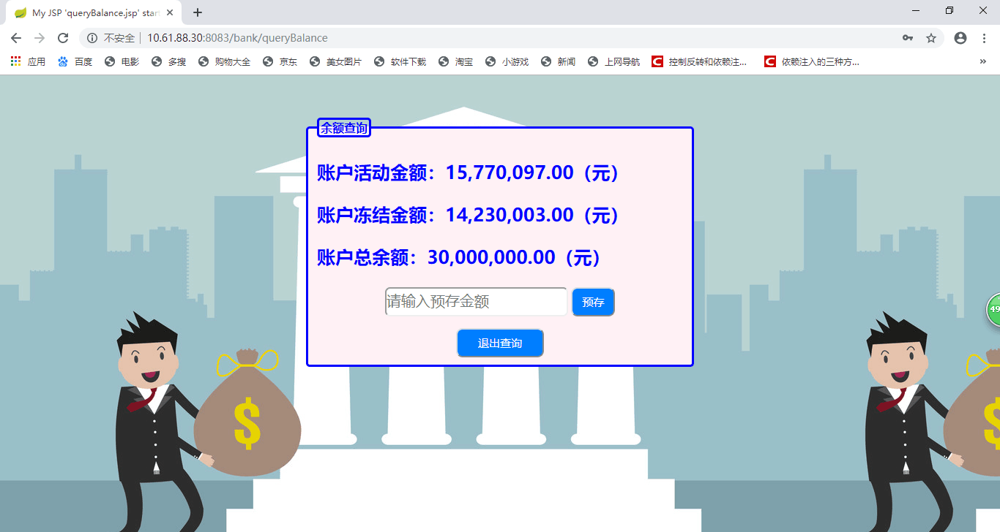 My JSP 'queryBalance.jsp' start
不安全 10.61.88.30:8083/bank/queryBalance
应用 百度 电影 多搜 购物大全 京东 美女图片 软件下载 淘宝 小游戏 新闻 上网导航 控制反转和依赖注... 依赖注入的三种方... »
余额查询
账户活动金额：15,770,097.00（元）
账户冻结金额：14,230,003.00（元）
账户总余额：30,000,000.00（元）
请输入预存金额 预存
退出查询
49
$ $